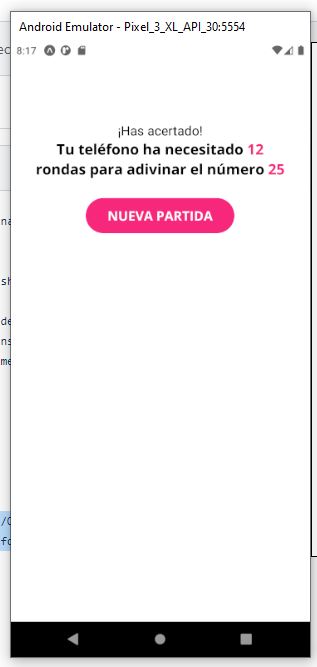 Android Emulator - Pixel_3_XL_API_30:5554
8:17
¡Has acertado!
Tu teléfono ha necesitado 12
rondas para adivinar el número 25
NUEVA PARTIDA